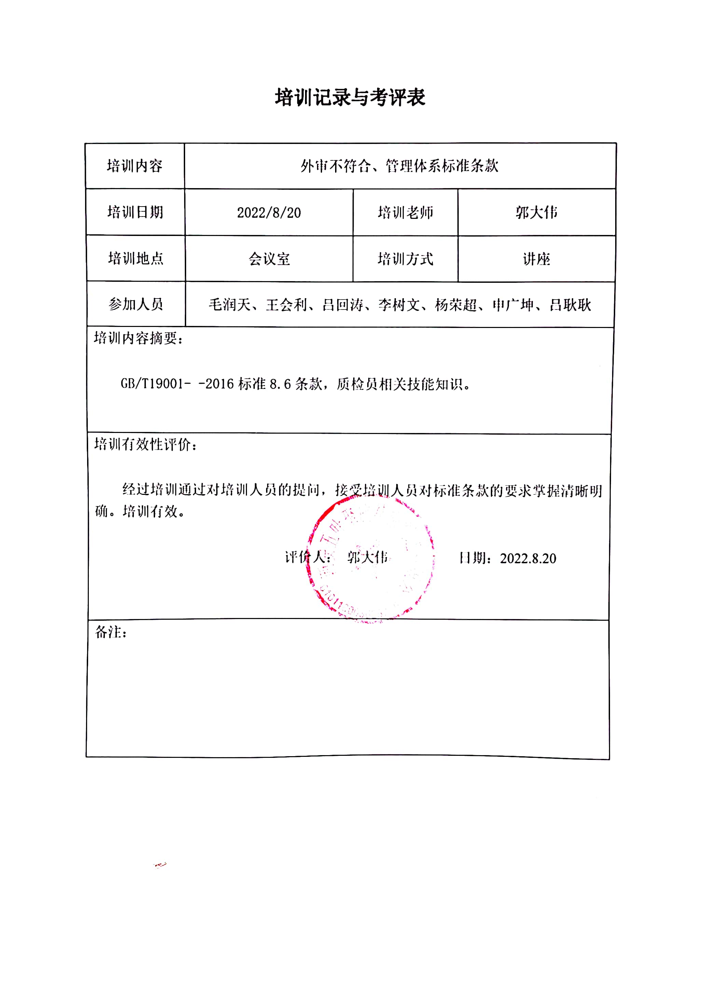 培训记录与考评表
培训内容 外审不符合、管理体系标准条款
培训日期 2022/8/20 培训老师 郭大伟
培训地点 会议室 培训方式 讲座
参加人员 毛润天、王会利、吕回涛、李树文、杨荣超、申广坤、吕耿耿
培训内容摘要：
GB/T19001- -2016 标准 8.6 条款，质检员相关技能知识。
培训有效性评价：
经过培训通过对培训人员的提问，接受培训人员对标准条款的要求掌握清晰明
确。培训有效。
评价人： 郭大伟 日期：2022.8.20
备注：